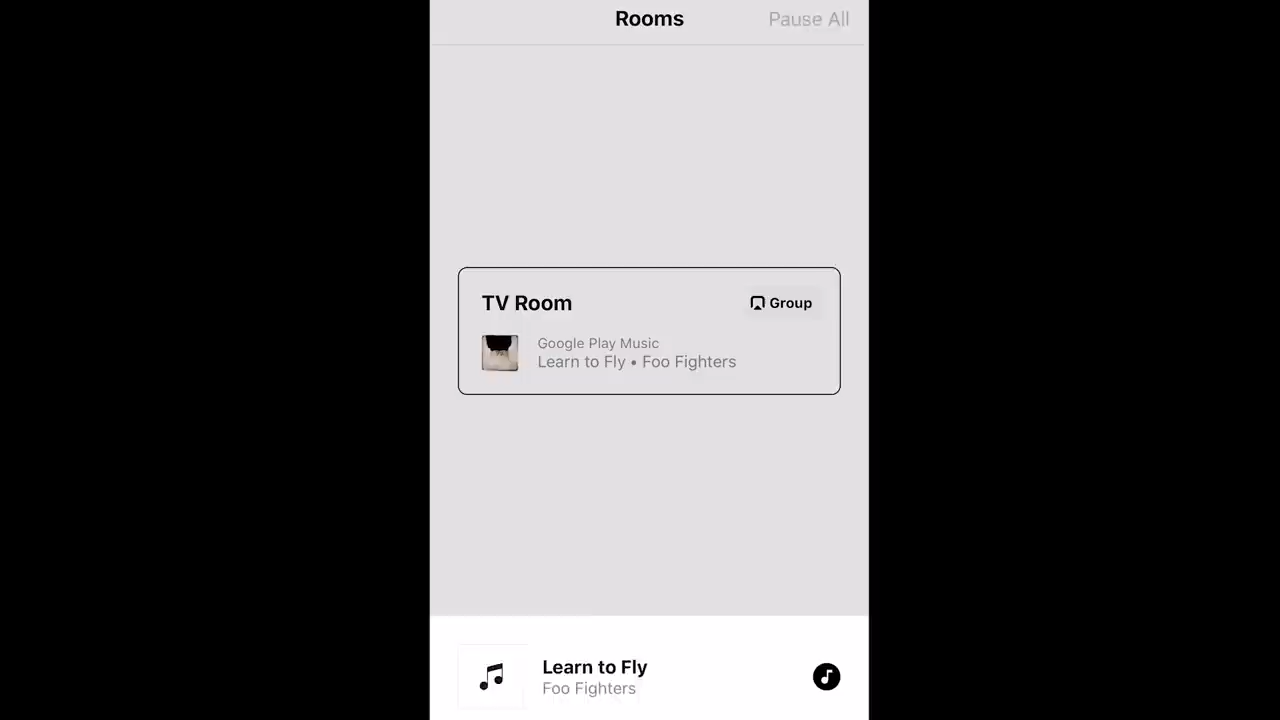 Rooms
Pause All
TV Room
Group
Google Play Music
Learn to Fly • Foo Fighters
Learn to Fly
Foo Fighters